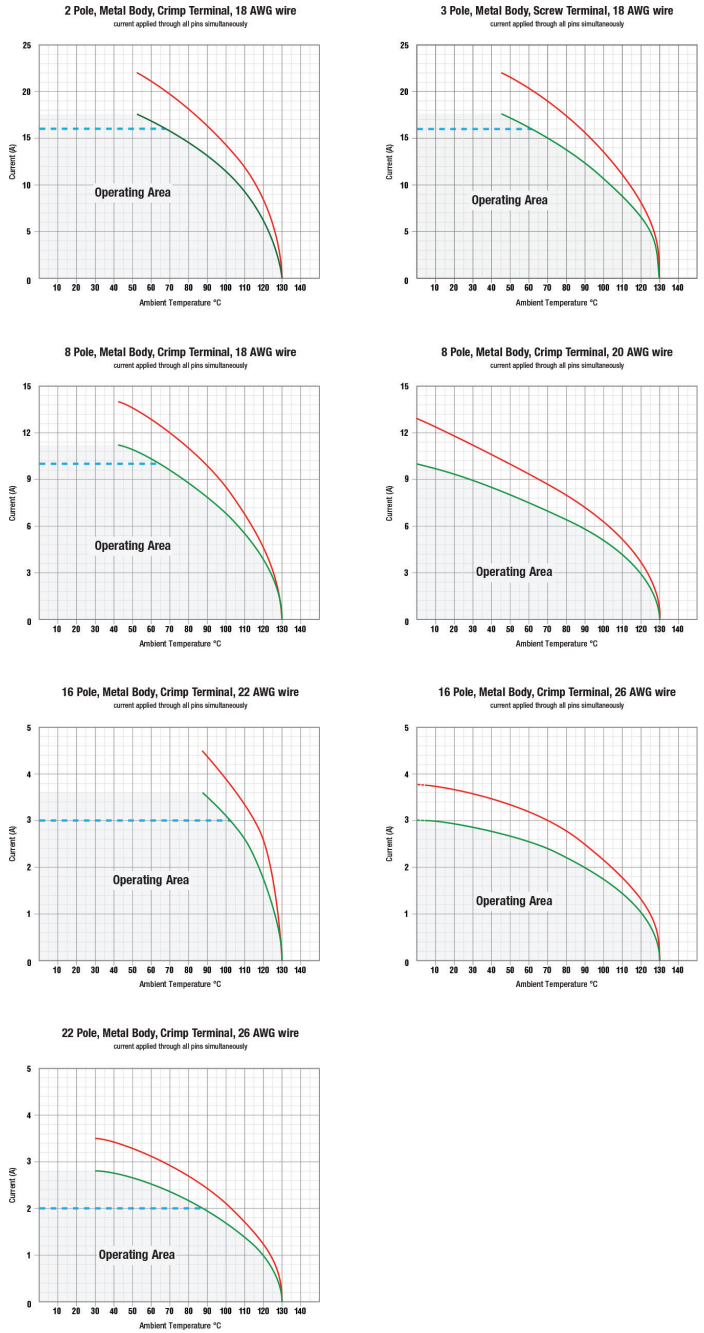 2 Pole, Metal Body, Crimp Terminal, 18 AWG wire
current applied through all pins simultaneously
25
20
15
10
5
0
Current (A)
Operating Area
10 20 30 40 50 60 70 80 90 100 110 120 130 140
Ambient Temperature °C
3 Pole, Metal Body, Screw Terminal, 18 AWG wire
current applied through all pins simultaneously
25
20
15
10
5
0
Current (A)
Operating Area
10 20 30 40 50 60 70 80 90 100 110 120 130 140
Ambient Temperature °C
8 Pole, Metal Body, Crimp Terminal, 18 AWG wire
current applied through all pins simultaneously
15
12
9
6
3
0
Current (A)
Operating Area
10 20 30 40 50 60 70 80 90 100 110 120 130 140
Ambient Temperature °C
8 Pole, Metal Body, Crimp Terminal, 20 AWG wire
current applied through all pins simultaneously
15
12
9
6
3
0
Current (A)
Operating Area
10 20 30 40 50 60 70 80 90 100 110 120 130 140
Ambient Temperature °C
16 Pole, Metal Body, Crimp Terminal, 22 AWG wire
current applied through all pins simultaneously
5
4
3
2
1
0
Current (A)
Operating Area
10 20 30 40 50 60 70 80 90 100 110 120 130 140
Ambient Temperature °C
16 Pole, Metal Body, Crimp Terminal, 26 AWG wire
current applied through all pins simultaneously
5
4
3
2
1
0
Current (A)
Operating Area
10 20 30 40 50 60 70 80 90 100 110 120 130 140
Ambient Temperature °C
22 Pole, Metal Body, Crimp Terminal, 26 AWG wire
current applied through all pins simultaneously
5
4
3
2
1
0
Current (A)
Operating Area
10 20 30 40 50 60 70 80 90 100 110 120 130 140
Ambient Temperature °C